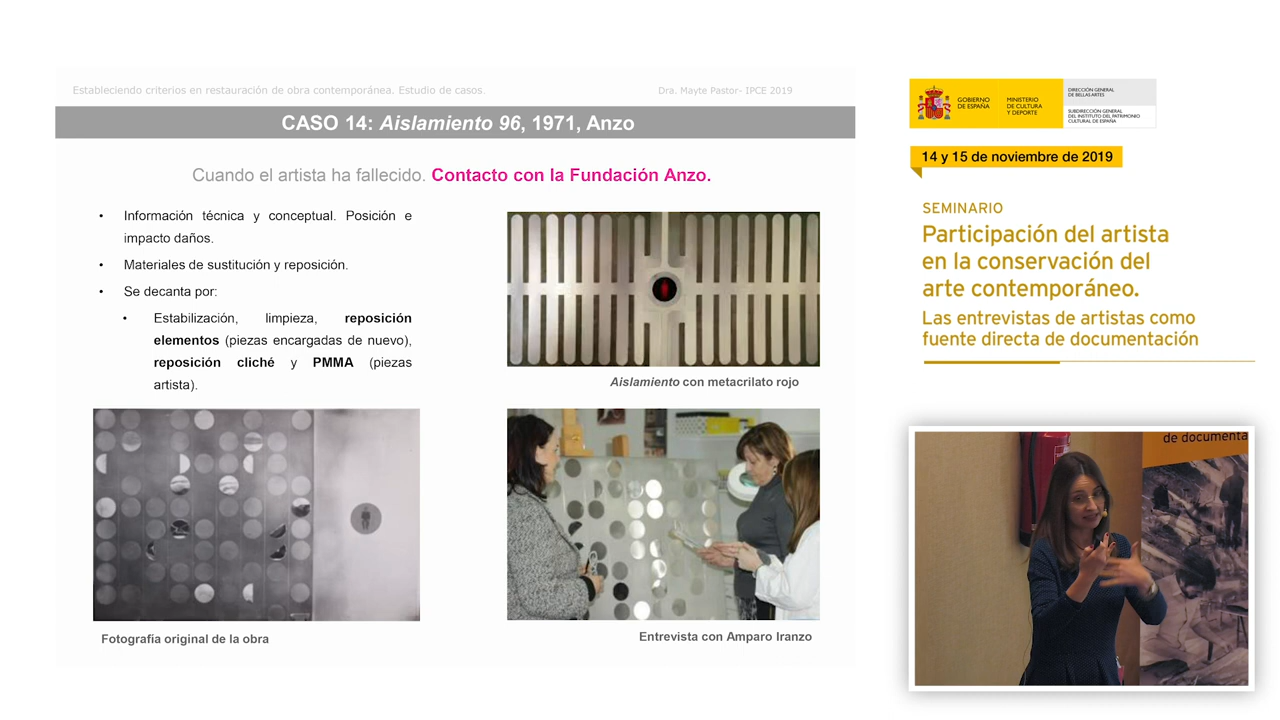 Estableciendo criterios en restauración de obra contemporánea. Estudio de casos.
Dra. Mayte Pastor- IPCE 2019
CASO 14: Aislamiento 96, 1971, Anzo
Cuando el artista ha fallecido. Contacto con la Fundación Anzo.
• Información técnica y conceptual. Posición e
impacto daños.
• Materiales de sustitución y reposición.
• Se decanta por:
• Estabilización, limpieza, reposición
elementos (piezas encargadas de nuevo),
reposición cliché y PMMA (piezas
artista).
Aislamiento con metacrilato rojo
Fotografía original de la obra
Entrevista con Amparo Iranzo
GOBIERNO
DE ESPAÑA
MINISTERIO
DE CULTURA
Y DEPORTE
DIRECCIÓN GENERAL
DE BELLAS ARTES
SUBDIRECCIÓN GENERAL
DEL INSTITUTO DEL PATRIMONIO
CULTURAL DE ESPAÑA
14 y 15 de noviembre de 2019
SEMINARIO
Participación del artista
en la conservación del
arte contemporáneo.
Las entrevistas de artistas como
fuente directa de documentación
de documenta